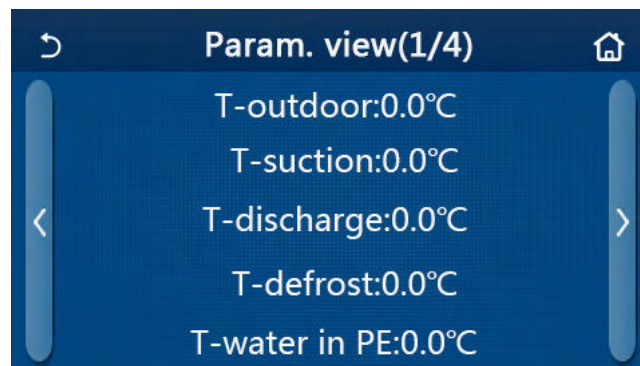 Param. view(1/4)
T-outdoor:0.0℃
T-suction:0.0℃
T-discharge:0.0℃
T-defrost:0.0℃
T-water in PE:0.0℃